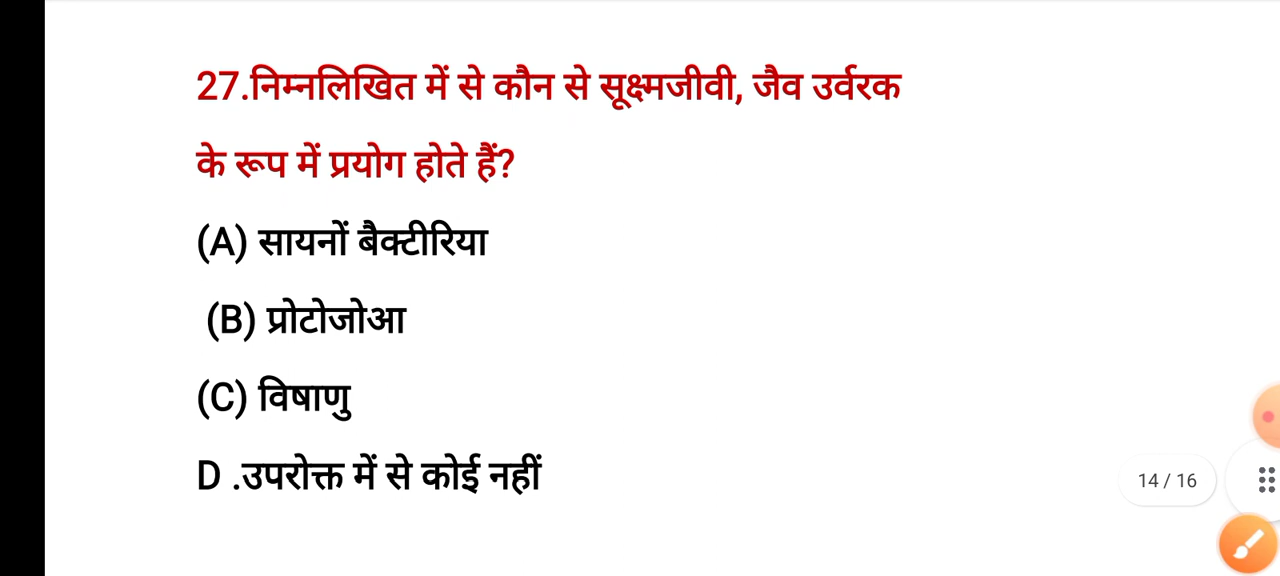 27.निम्नलिखित में से कौन से सूक्ष्मजीवी, जैव उर्वरक
के रूप में प्रयोग होते हैं?
(A) सायनों बैक्टीरिया
(B) प्रोटोजोआ
(C) विषाणु
D .उपरोक्त में से कोई नहीं
14 / 16